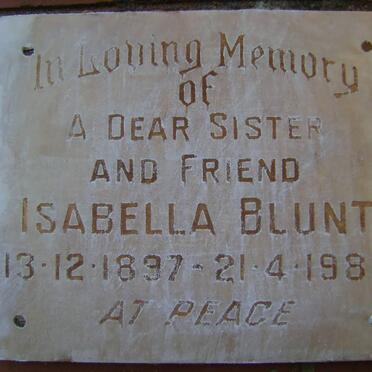 In Loving Memory
of
A DEAR SISTER
AND FRIEND
ISABELLA BLUNT
13·12·1897-21·4·198
AT PEACE